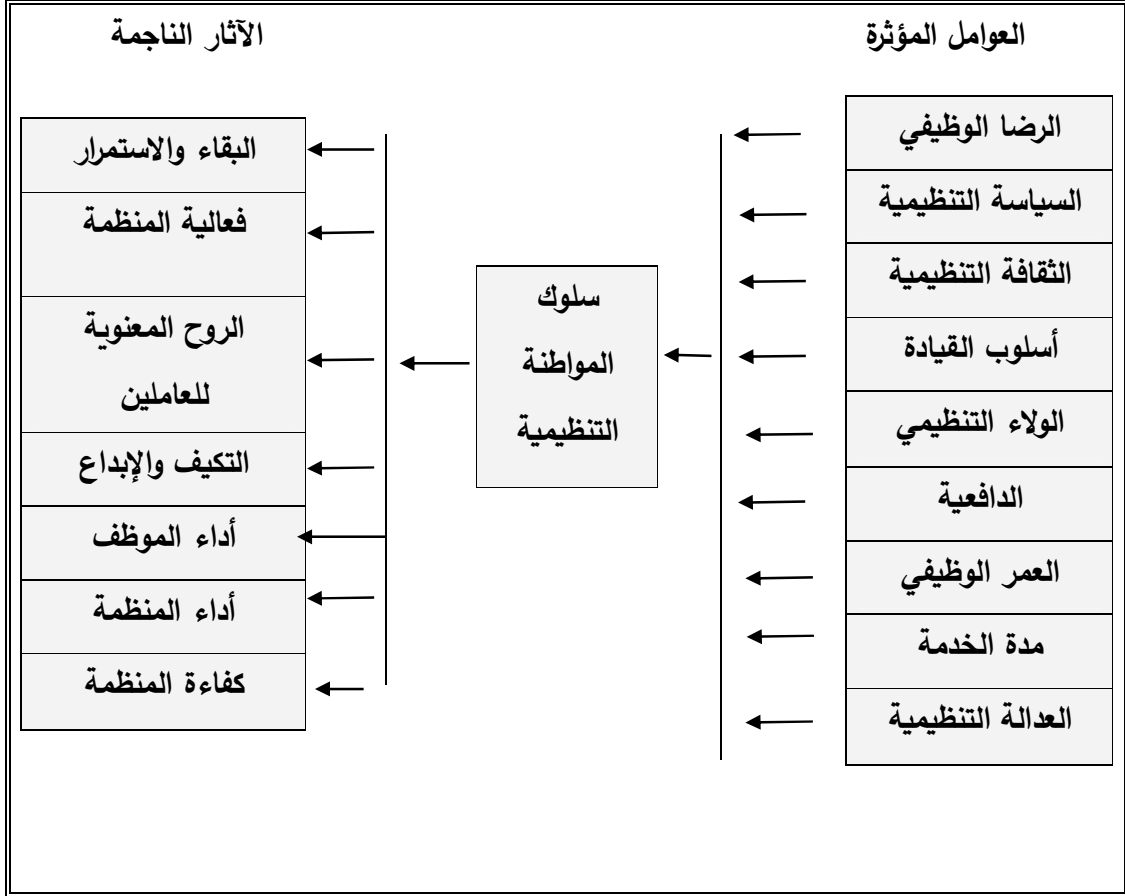 العوامل المؤثرة
الآثار الناجمة
الرضا الوظيفي
السياسة التنظيمية
الثقافة التنظيمية
أسلوب القيادة
الولاء التنظيمي
الدافعية
العمر الوظيفي
مدة الخدمة
العدالة التنظيمية
سلوك
المواطنة
التنظيمية
البقاء والاستمرار
فعالية المنظمة
الروح المعنوية
للعاملين
التكيف والإبداع
أداء الموظف
أداء المنظمة
كفاءة المنظمة